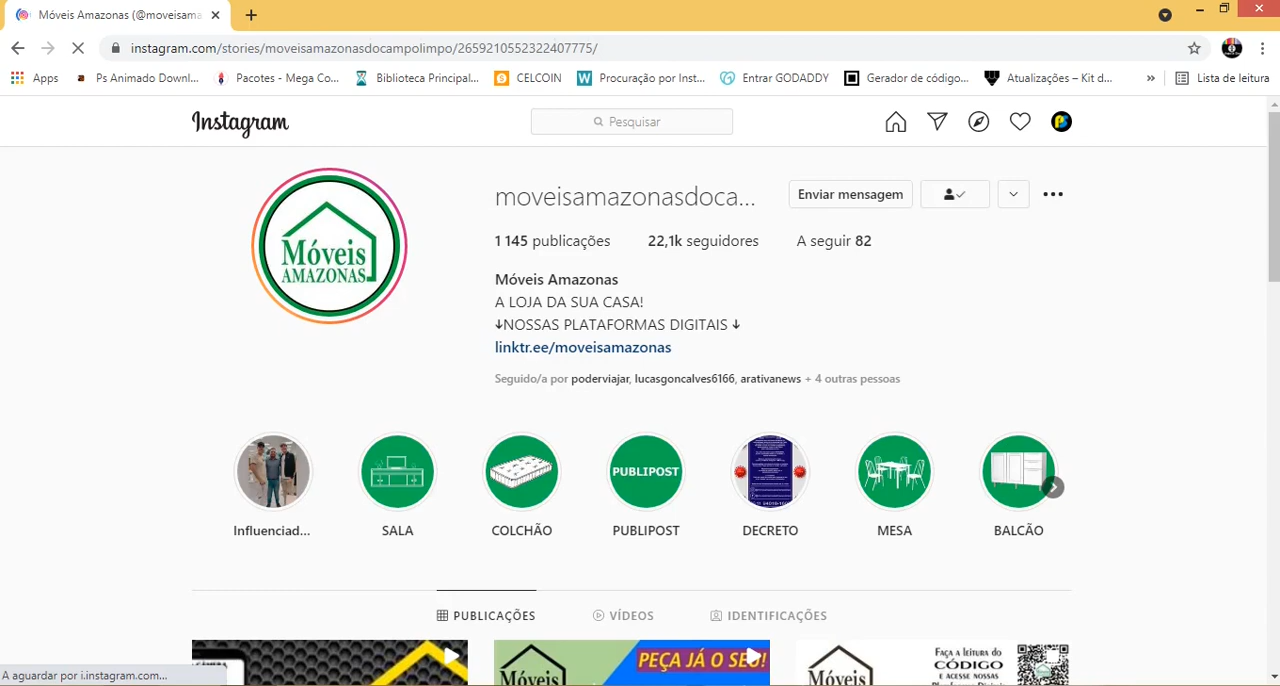 Móveis Amazonas (@moveisama
instagram.com/stories/moveisamazonasdocampolimpo/2659210552322407775/
Apps
Ps Animado Downl...
Pacotes - Mega Co...
Biblioteca Principal...
CELCOIN
Procuração por Inst...
Entrar GODADDY
Gerador de código...
Atualizações – Kit d...
»
Lista de leitura
Instagram
Pesquisar
moveisamazonasdoca...
Enviar mensagem
1 145 publicações
22,1k seguidores
A seguir 82
Móveis Amazonas
A LOJA DA SUA CASA!
↓NOSSAS PLATAFORMAS DIGITAIS ↓
linktr.ee/moveisamazonas
Seguido/a por poderviajar, lucasgoncalves6166, arativanews + 4 outras pessoas
Móveis
AMAZONAS
PUBLIPOST
Influenciad...
SALA
COLCHÃO
PUBLIPOST
DECRETO
MESA
BALCÃO
PUBLICAÇÕES
VÍDEOS
IDENTIFICAÇÕES
PEÇA JÁ O SEU!
Móveis
Móveis
FAÇA A LEITURA DO
CÓDIGO
E ACESSE NOSSAS
A aguardar por i.instagram.com...